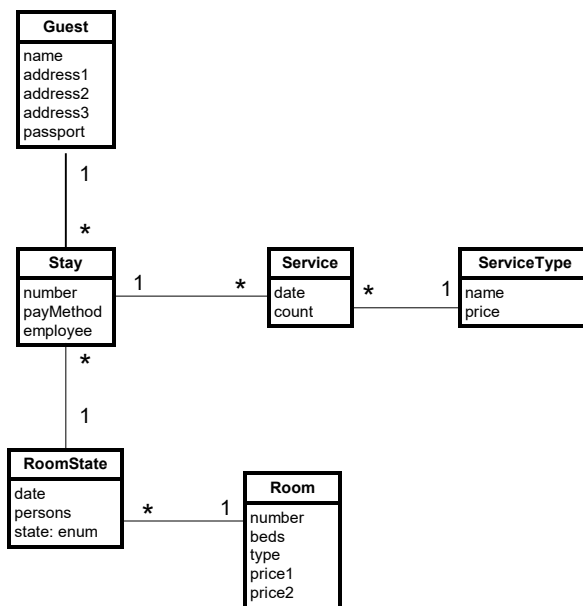 Guest
name
address1
address2
address3
passport
1
*
Stay
number
payMethod
employee
1
*
Service
date
count
*
1
ServiceType
name
price
*
1
RoomState
date
persons
state: enum
*
1
Room
number
beds
type
price1
price2